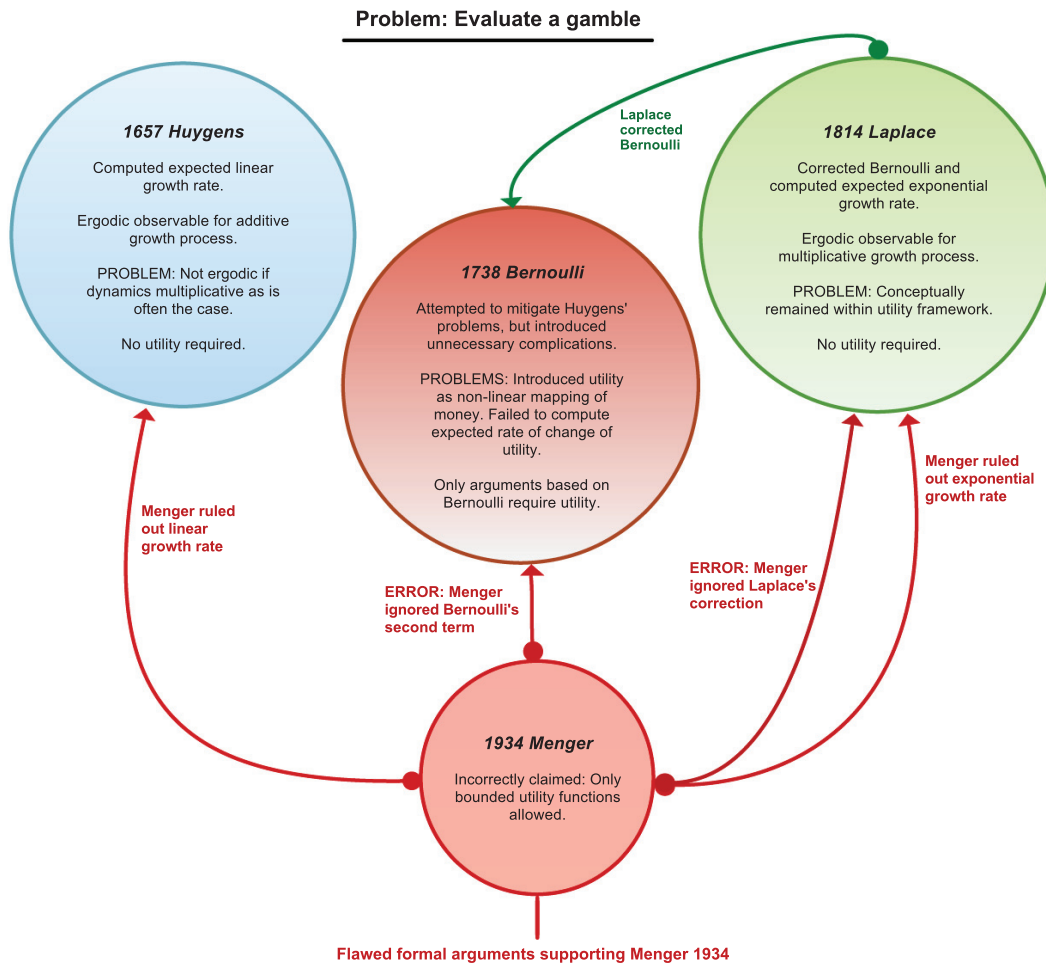 Problem: Evaluate a gamble
1657 Huygens
Computed expected linear
growth rate.
Ergodic observable for additive
growth process.
PROBLEM: Not ergodic if
dynamics multiplicative as is
often the case.
No utility required.
Laplace
corrected
Bernoulli
1814 Laplace
Corrected Bernoulli and
computed expected exponential
growth rate.
Ergodic observable for
multiplicative growth process.
PROBLEM: Conceptually
remained within utility framework.
No utility required.
1738 Bernoulli
Attempted to mitigate Huygens'
problems, but introduced
unnecessary complications.
PROBLEMS: Introduced utility
as non-linear mapping of
money. Failed to compute
expected rate of change of
utility.
Only arguments based on
Bernoulli require utility.
Menger ruled
out linear
growth rate
ERROR: Menger
ignored Bernoulli's
second term
ERROR: Menger
ignored Laplace's
correction
Menger ruled
out exponential
growth rate
1934 Menger
Incorrectly claimed: Only
bounded utility functions
allowed.
Flawed formal arguments supporting Menger 1934